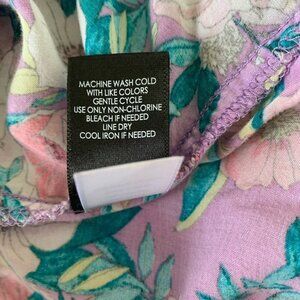 MACHINE WASH COLD
WITH LIKE COLORS
GENTLE CYCLE
USE ONLY NON-CHLORINE
BLEACH IF NEEDED
LINE DRY
COOL IRON IF NEEDED